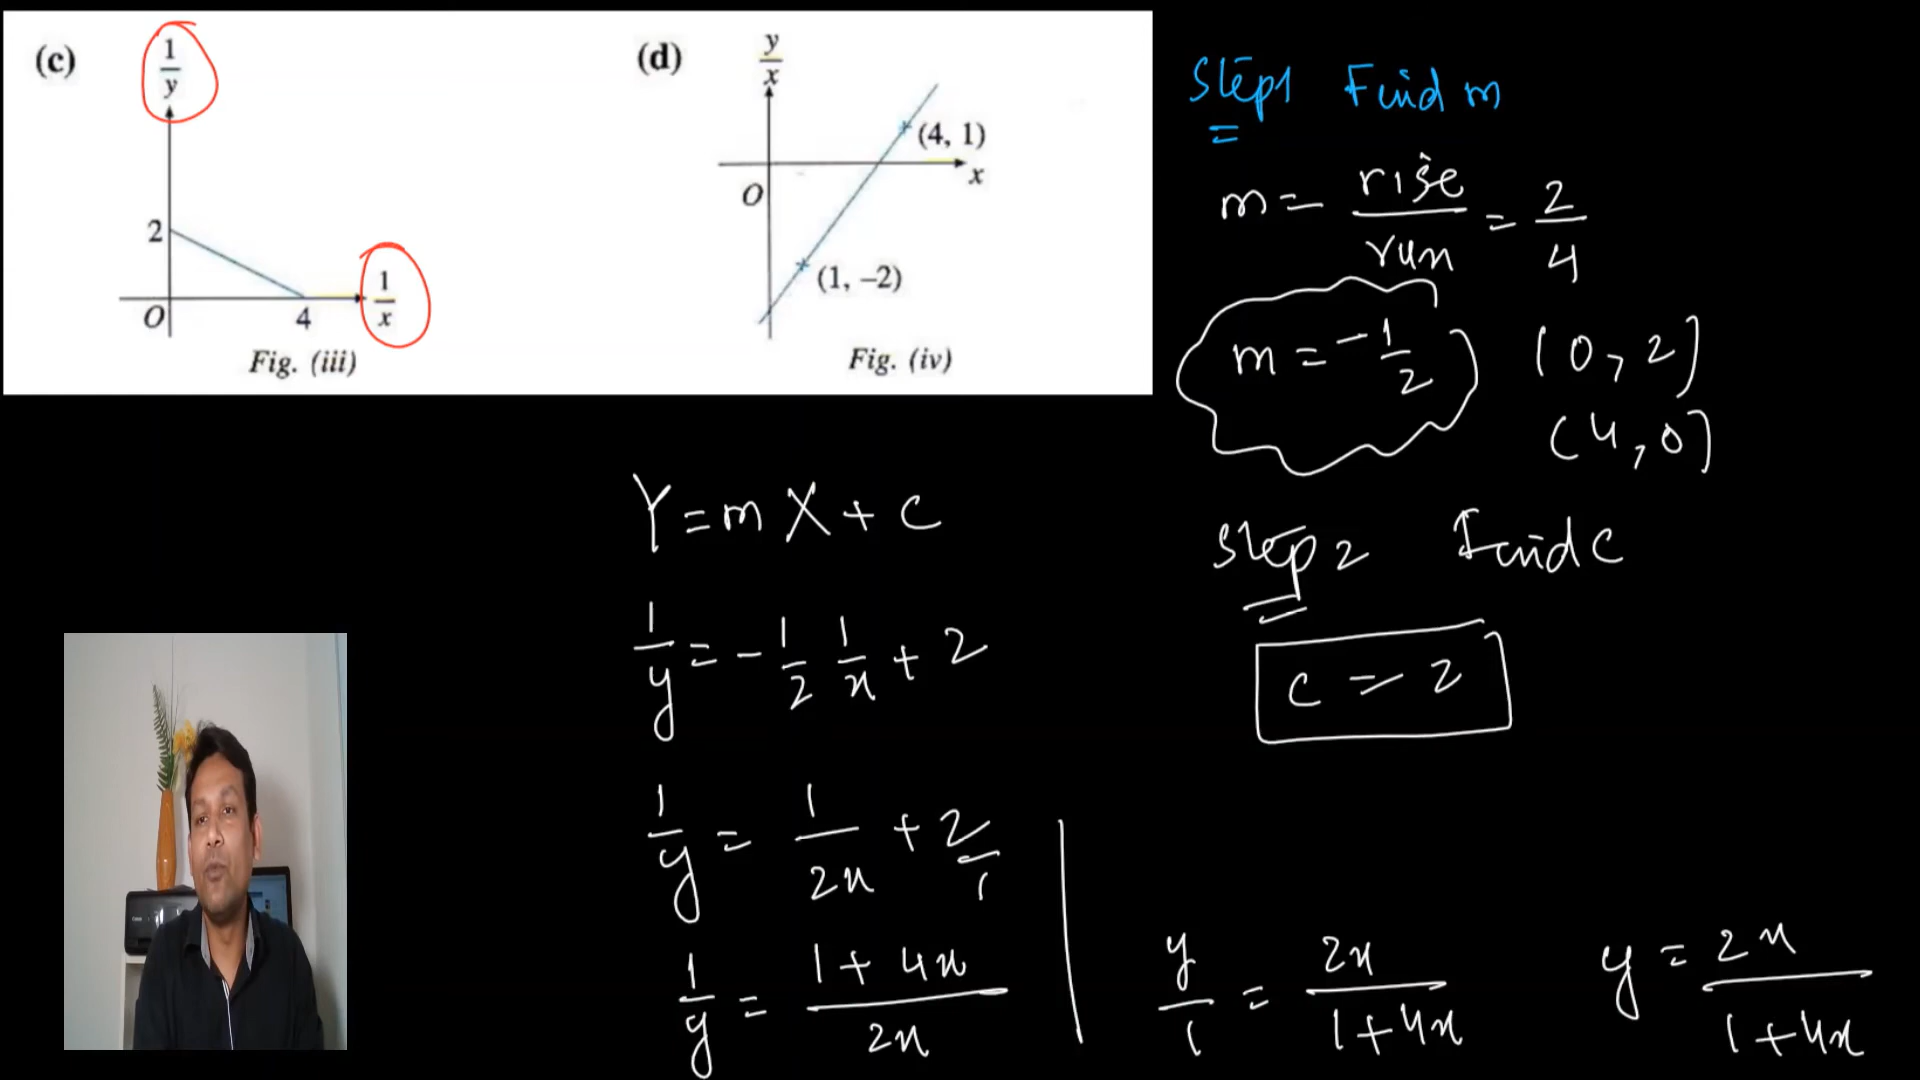 (c)
1/y
2
O
4
1/x
Fig. (iii)
(d)
y/x
(4, 1)
x
O
(1, –2)
Fig. (iv)
Step1 Find m
m = rise/run = 2/4
m = -1/2
(0, 2)
(4, 0)
Y = m X + c
1/y = - 1/2 1/x + 2
1/y = 1/2x + 2/1
1/y = 1 + 4x/2x
Step 2 Find c
c = 2
y/1 = 2x/1 + 4x
y = 2x/1 + 4x